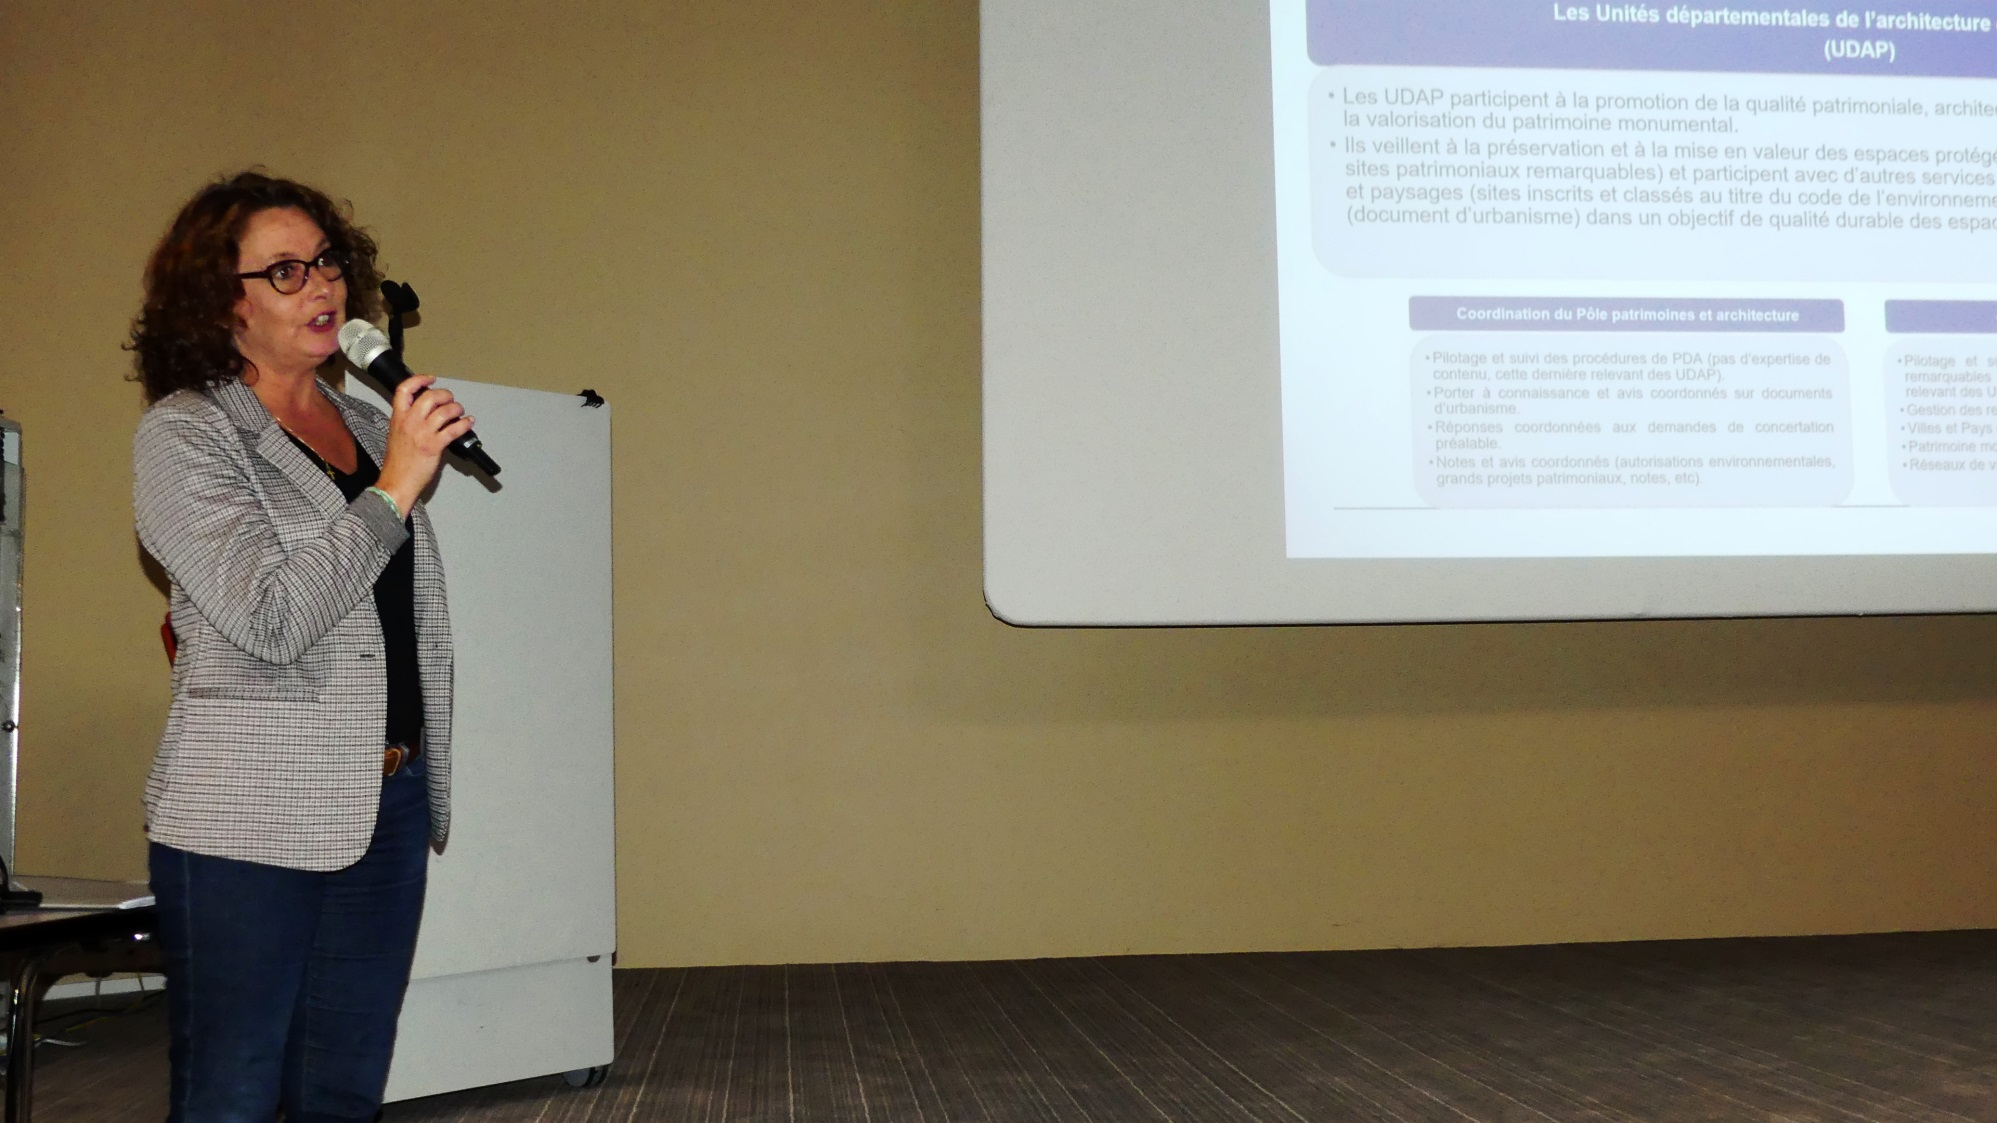 Les Unités départementales de l'architecture
(UDAP)
• Les UDAP participent à la promotion de la qualité patrimoniale,
la valorisation du patrimoine monumental.
• Ils veillent à la préservation et à la mise en valeur des espaces
sites patrimoniaux remarquables) et participent avec d'autres services
et paysages (sites inscrits et classés au titre du code de
(document d'urbanisme) dans un objectif de qualité durable des
Coordination du Pôle patrimoines et architecture
• Pilotage et suivi des procédures de PDA (pas d'expertise de
contenu, cette dernière relevant des UDAP).
• Porter à connaissance et avis coordonnés sur documents
d'urbanisme.
• Réponses coordonnées aux demandes de concertation
préalable.
• Notes et avis coordonnés (autorisations environnementales,
grands projets patrimoniaux, notes, etc).
• Pilotage et
remarquables
relevant des
• Gestion des
• Villes et Pays
• Patrimoine
• Réseaux de